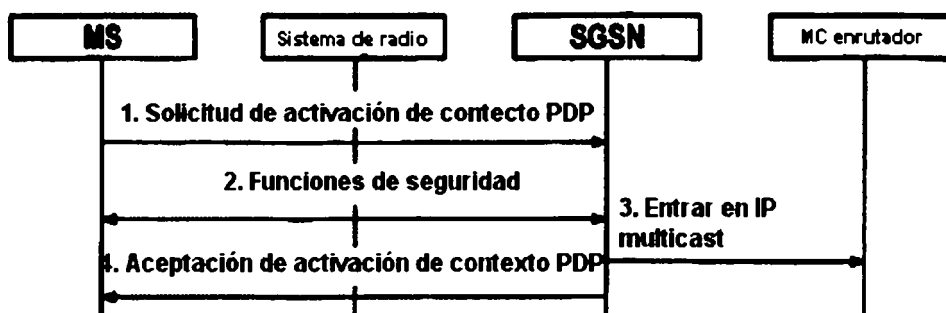 MS
Sistema de radio
SGSN
MC enrutador
1. Solicitud de activación de contecto PDP
2. Funciones de seguridad
3. Entrar en IP
multicast
4. Aceptación de activación de contexto PDP